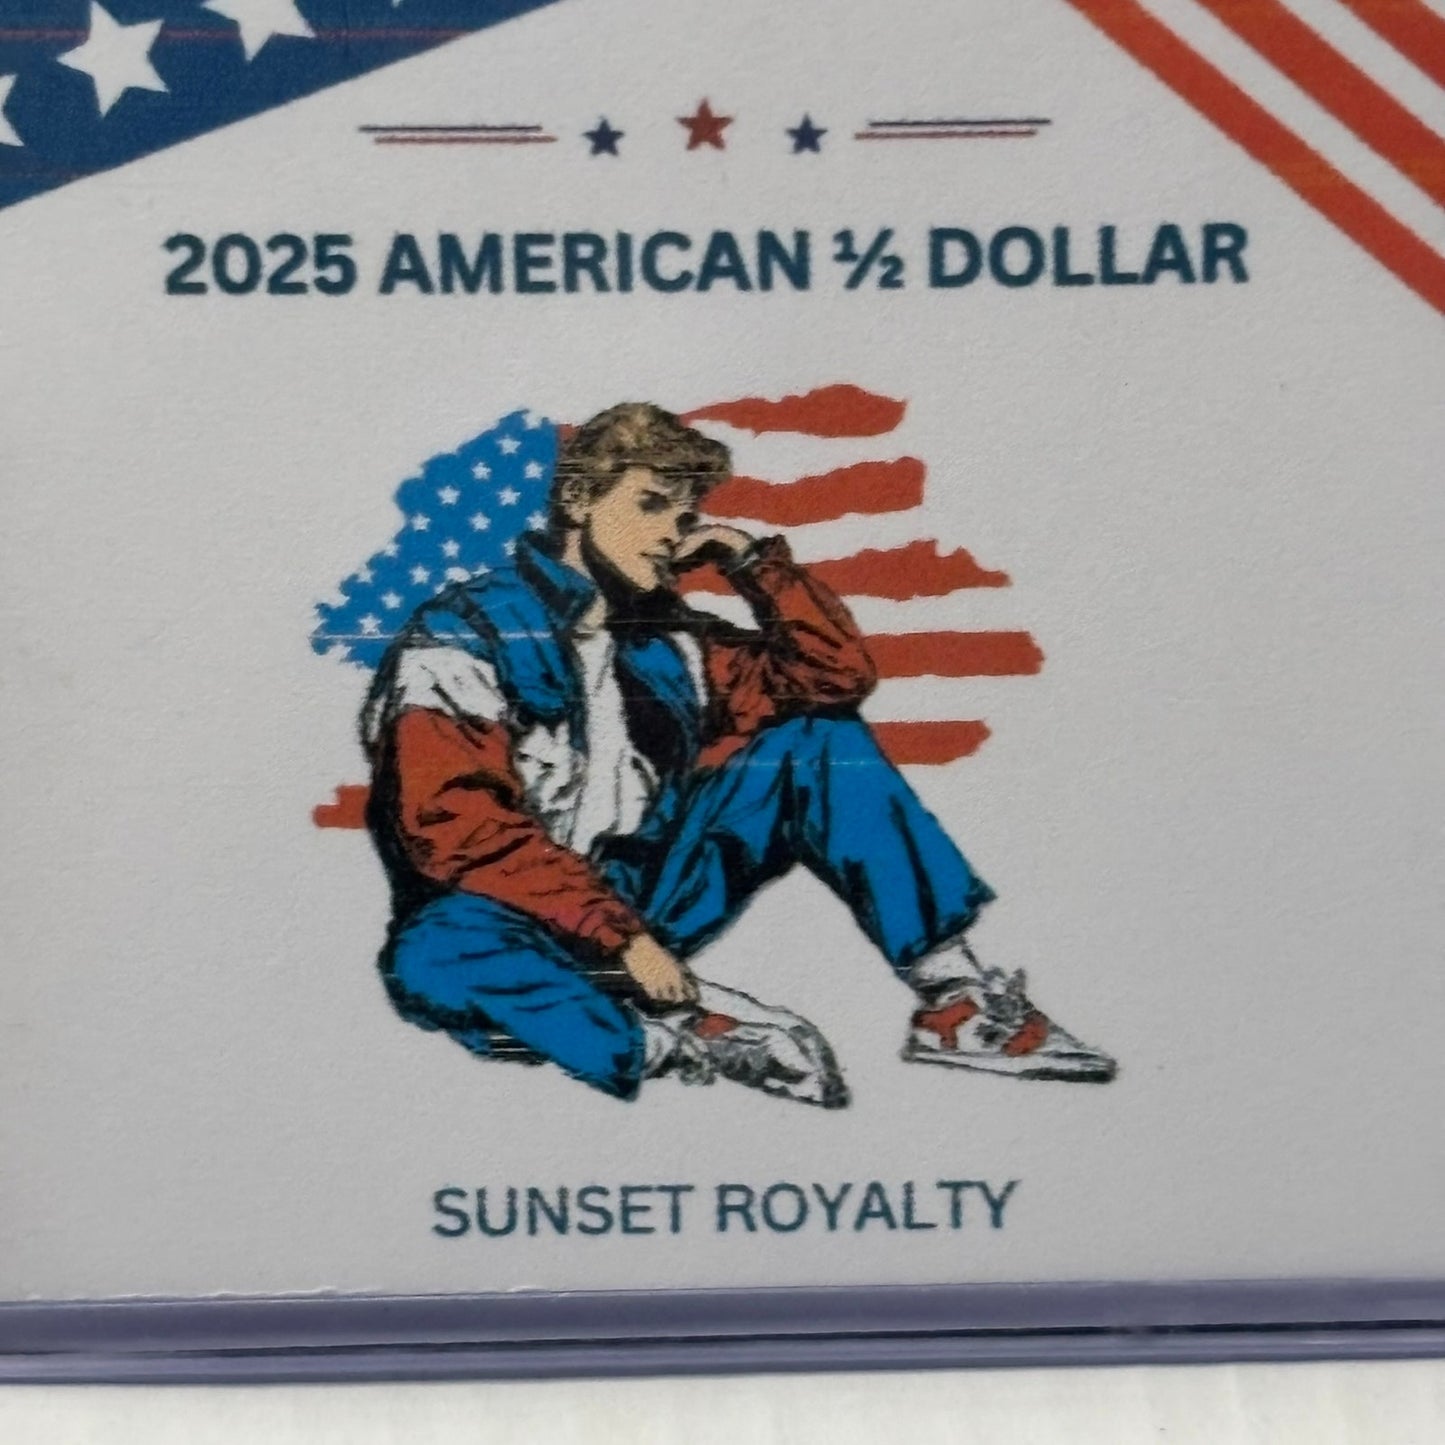 2025 AMERICAN ½ DOLLAR
SUNSET ROYALTY